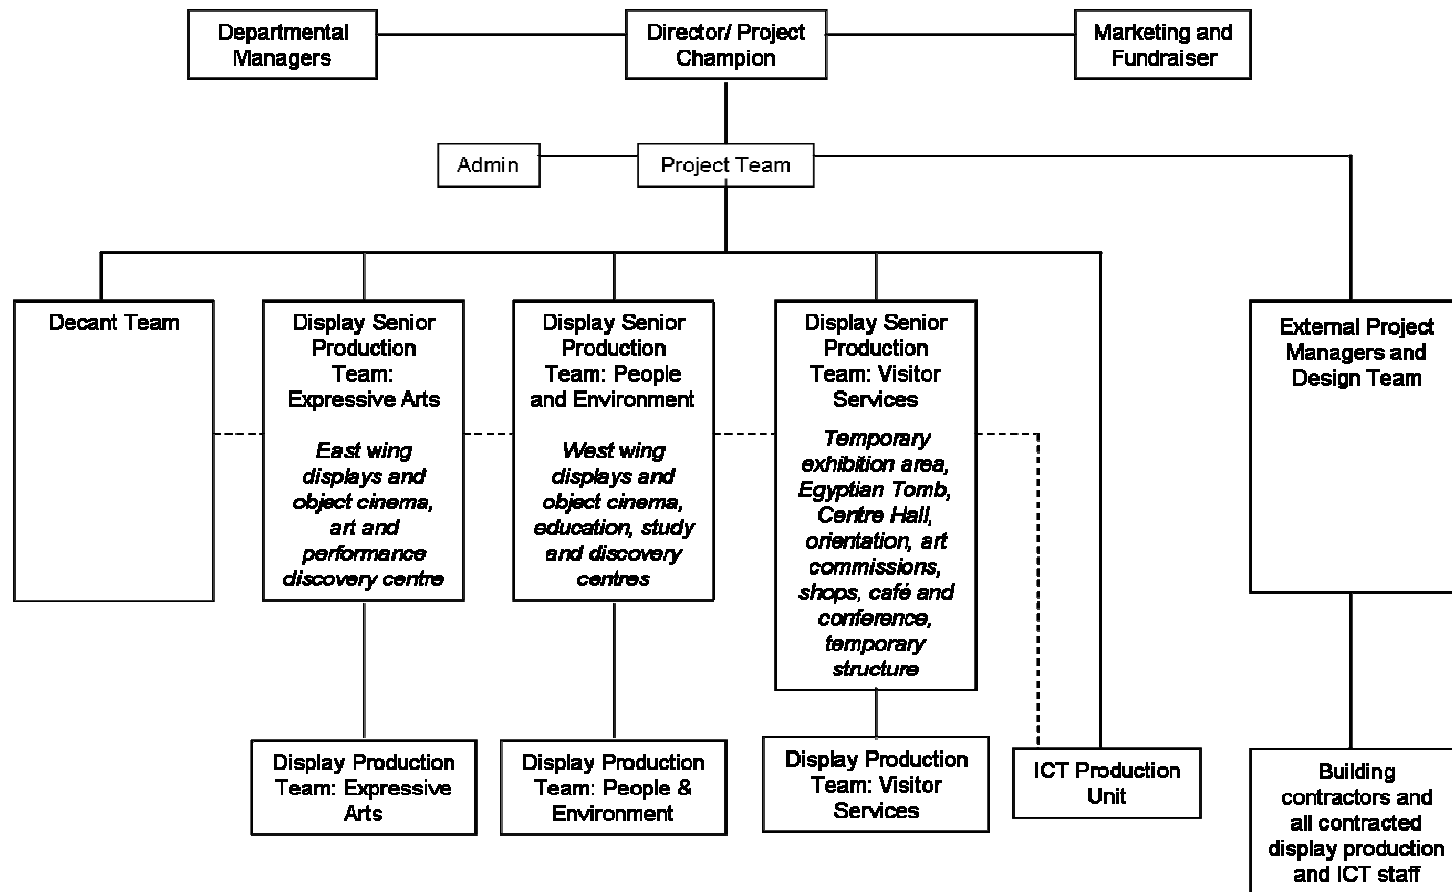 Departmental
Managers
Director/ Project
Champion
Marketing and
Fundraiser
Admin
Project Team
Decant Team
Display Senior
Production
Team:
Expressive Arts
East wing
displays and
object cinema,
art and
performance
discovery centre
Display Senior
Production
Team: People
and Environment
West wing
displays and
object cinema,
education, study
and discovery
centres
Display Senior
Production
Team: Visitor
Services
Temporary
exhibition area,
Egyptian Tomb,
Centre Hall,
orientation, art
commissions,
shops, café and
conference,
temporary
structure
External Project
Managers and
Design Team
Display Production
Team: Expressive
Arts
Display Production
Team: People &
Environment
Display Production
Team: Visitor
Services
ICT Production
Unit
Building
contractors and
all contracted
display production
and ICT staff